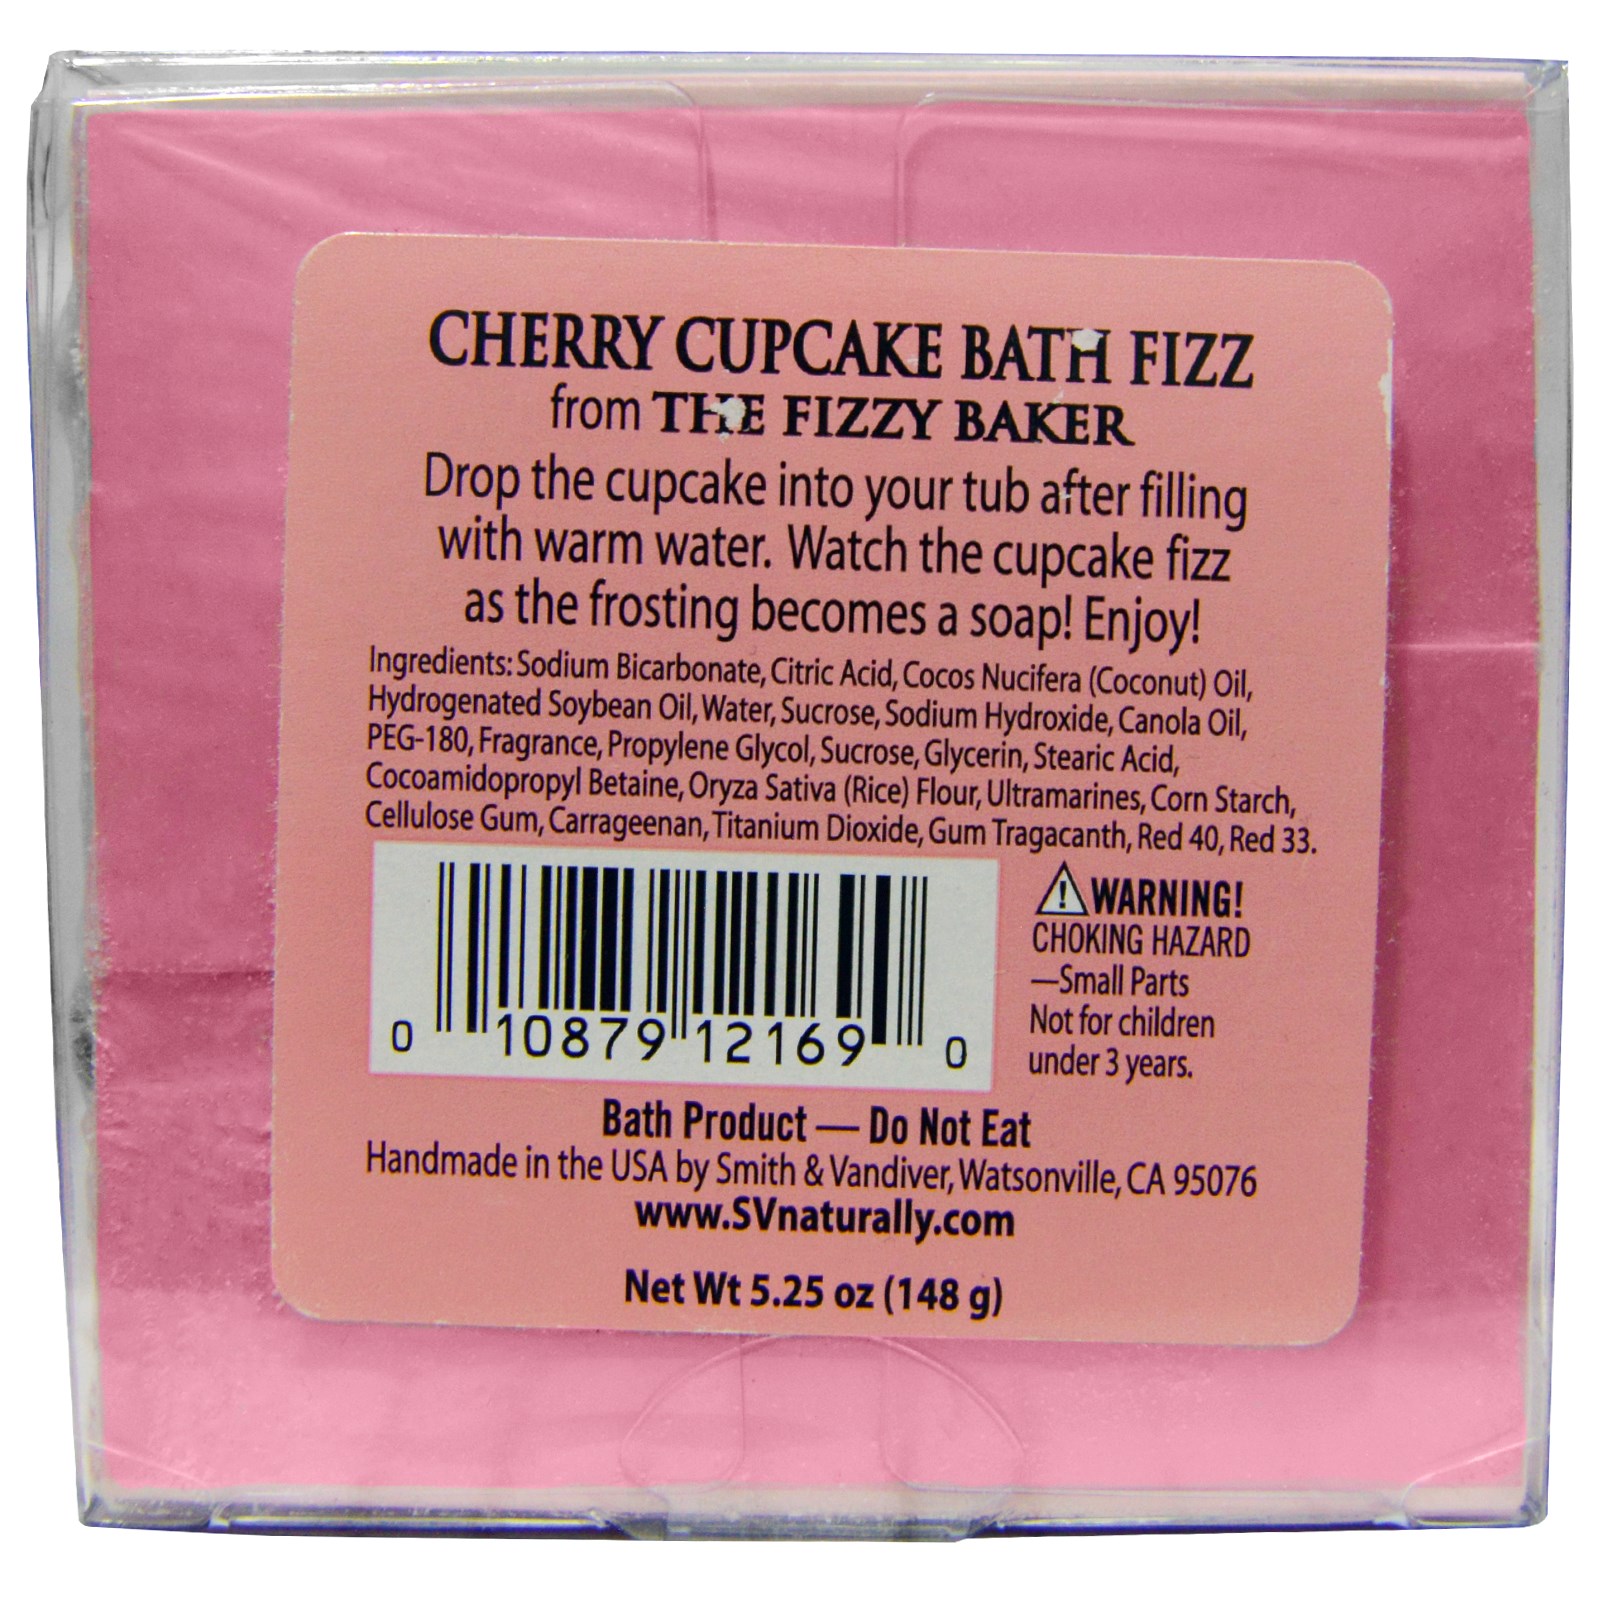 CHERRY CUPCAKE BATH FIZZ
from THE FIZZY BAKER
Drop the cupcake into your tub after filling
with warm water. Watch the cupcake fizz
as the frosting becomes a soap! Enjoy!
Ingredients: Sodium Bicarbonate, Citric Acid, Cocos Nucifera (Coconut) Oil,
Hydrogenated Soybean Oil, Water, Sucrose, Sodium Hydroxide, Canola Oil,
PEG-180, Fragrance, Propylene Glycol, Sucrose, Glycerin, Stearic Acid,
Cocoamidopropyl Betaine, Oryza Sativa (Rice) Flour, Ultramarines, Corn Starch,
Cellulose Gum, Carrageenan, Titanium Dioxide, Gum Tragacanth, Red 40, Red 33.
0 10879 12169 0
WARNING!
CHOKING HAZARD
—Small Parts
Not for children
under 3 years.
Bath Product — Do Not Eat
Handmade in the USA by Smith & Vandiver, Watsonville, CA 95076
www.SVnaturally.com
Net Wt 5.25 oz (148 g)